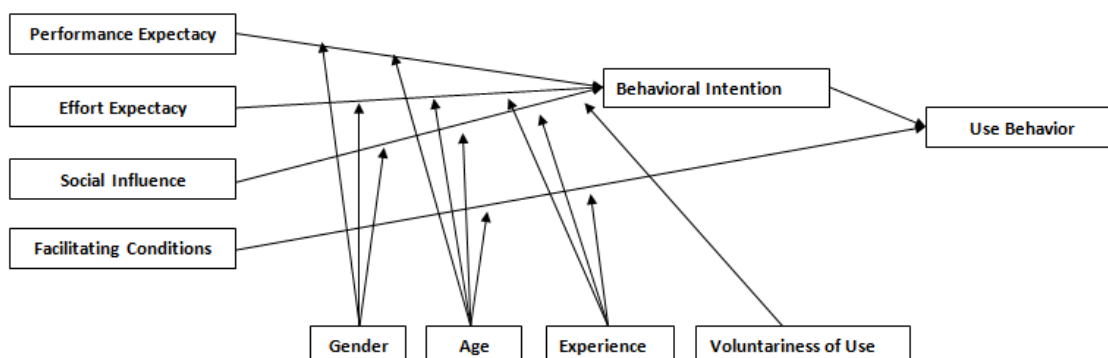 Performance Expectacy
Effort Expectacy
Social Influence
Facilitating Conditions
Behavioral Intention
Use Behavior
Gender
Age
Experience
Voluntariness of Use